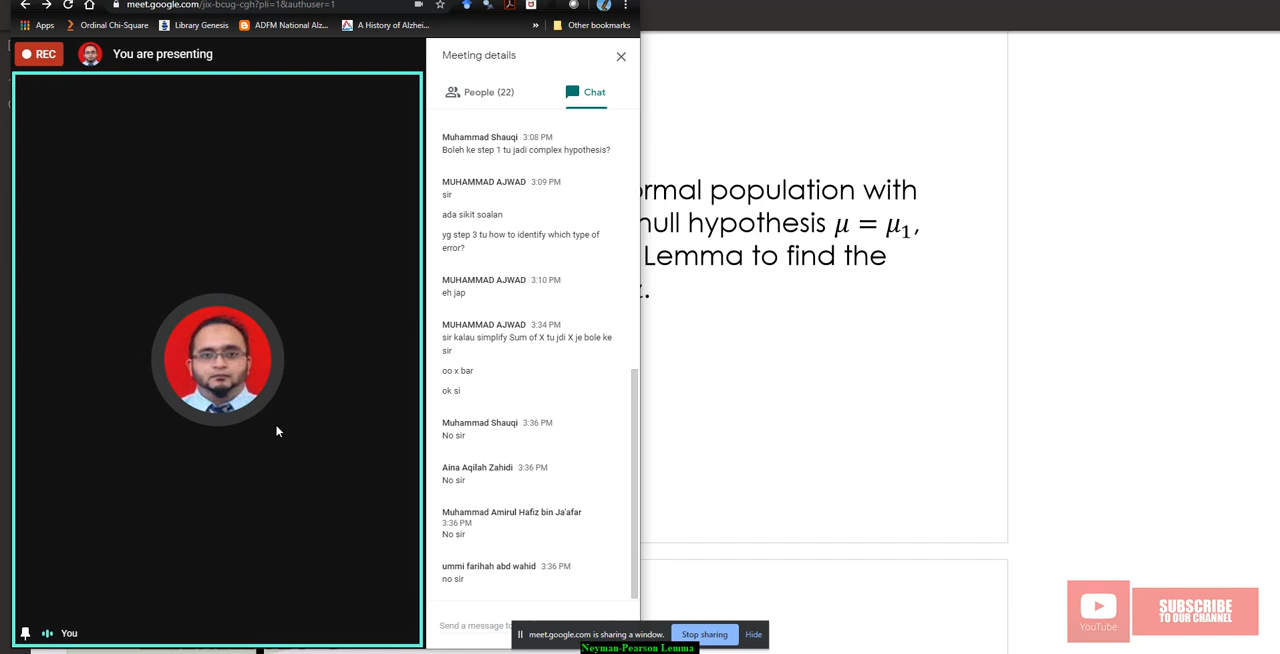 meet.google.com/jix-bcug-cgh?pli=1&authuser=1
Apps
Ordinal Chi-Square
Library Genesis
ADFM National Alz...
A History of Alzhei...
»
Other bookmarks
REC
You are presenting
Meeting details
People (22)
Chat
Muhammad Shauqi 3:08 PM
Boleh ke step 1 tu jadi complex hypothesis?
MUHAMMAD AJWAD 3:09 PM
sir
ada sikit soalan
yg step 3 tu how to identify which type of
error?
MUHAMMAD AJWAD 3:10 PM
eh jap
MUHAMMAD AJWAD 3:34 PM
sir kalau simplify Sum of X tu jdi X je bole ke
sir
oo x bar
ok si
Muhammad Shauqi 3:36 PM
No sir
Aina Aqilah Zahidi 3:36 PM
No sir
Muhammad Amirul Hafiz bin Ja'afar
3:36 PM
No sir
ummi farihah abd wahid 3:36 PM
no sir
Send a message to
You
meet.google.com is sharing a window.
Stop sharing
Hide
Neyman-Pearson Lemma
ormal population with
null hypothesis μ = μ₁,
Lemma to find the
YouTube
SUBSCRIBE
TO OUR CHANNEL